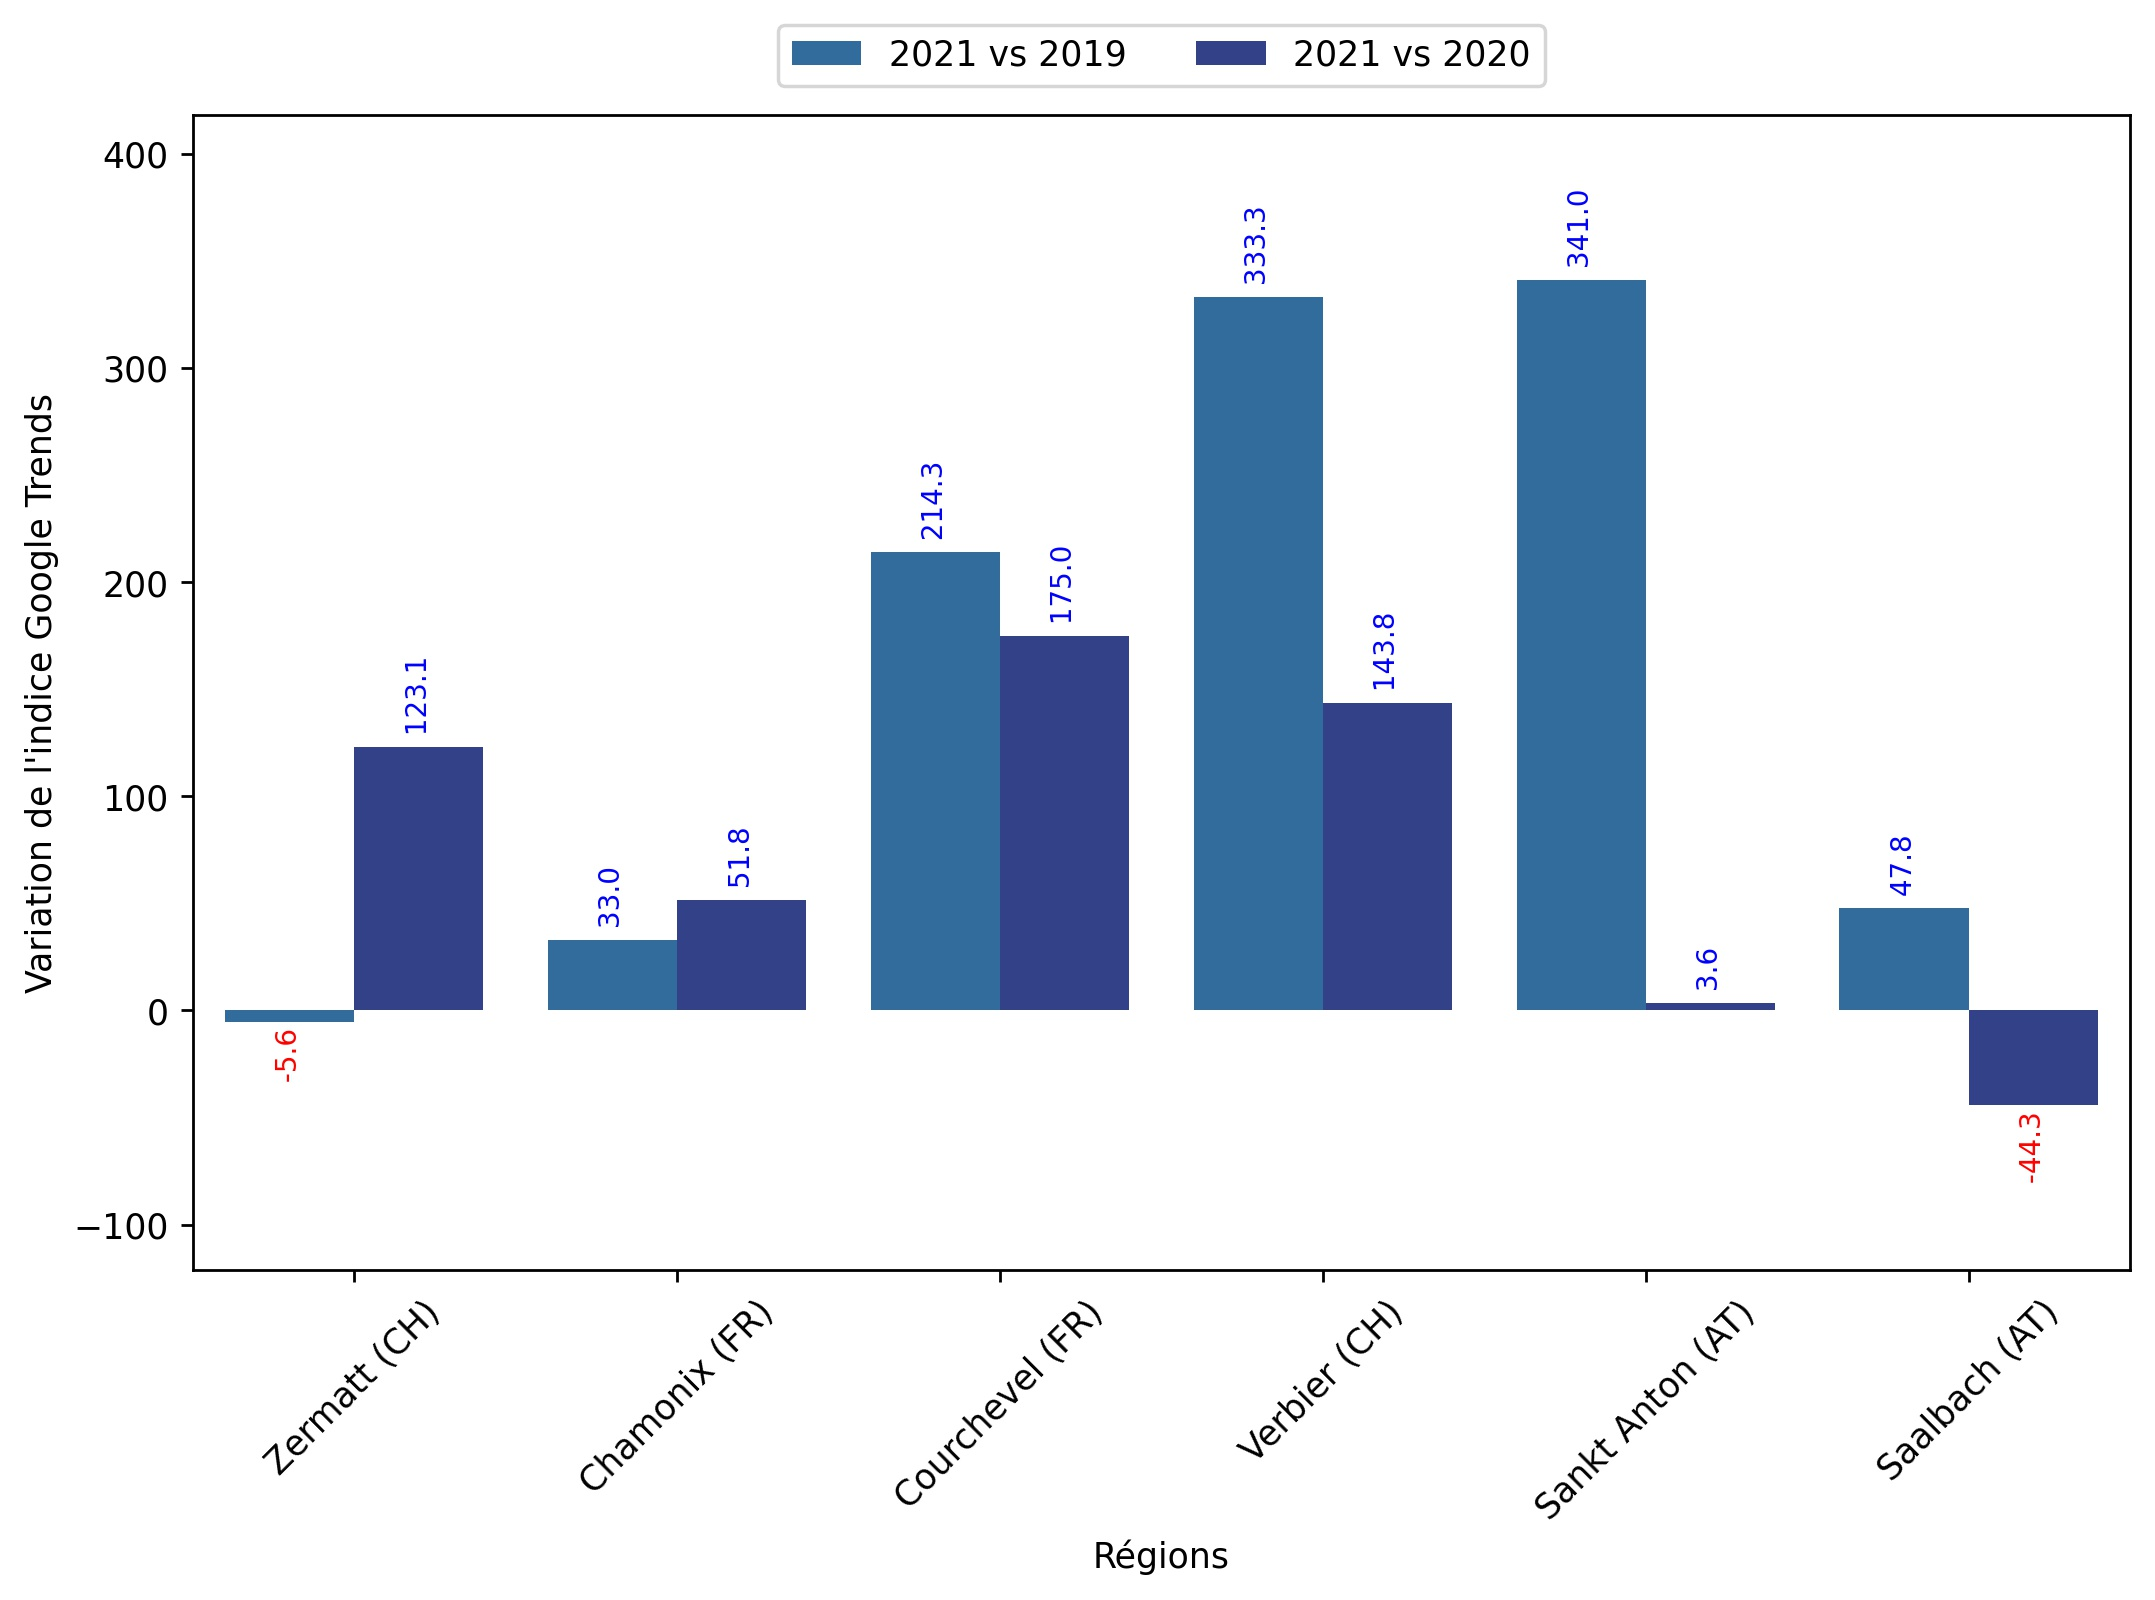 2021 vs 2019
2021 vs 2020
Variation de l'indice Google Trends
400
300
200
100
0
−100
-5.6
123.1
33.0
51.8
214.3
175.0
333.3
143.8
341.0
3.6
47.8
-44.3
Zermatt (CH)
Chamonix (FR)
Courchevel (FR)
Verbier (CH)
Sankt Anton (AT)
Saalbach (AT)
Régions